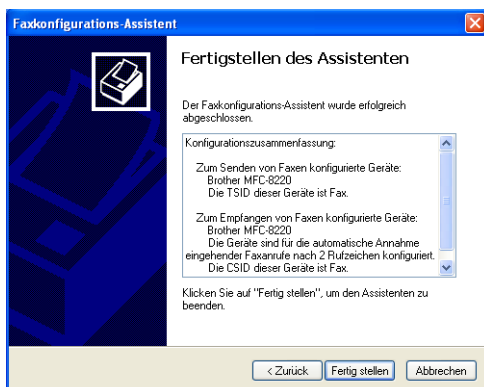 Faxkonfigurations-Assistent
Fertigstellen des Assistenten
Der Faxkonfigurations-Assistent wurde erfolgreich
abgeschlossen.
Konfigurationszusammenfassung:
Zum Senden von Faxen konfigurierte Geräte:
Brother MFC-8220
Die TSID dieser Geräte ist Fax.
Zum Empfangen von Faxen konfigurierte Geräte:
Brother MFC-8220
Die Geräte sind für die automatische Annahme
eingehender Faxanrufe nach 2 Rufzeichen konfiguriert.
Die CSID dieser Geräte ist Fax.
Klicken Sie auf "Fertig stellen", um den Assistenten zu
beenden.
< Zurück Fertig stellen Abbrechen